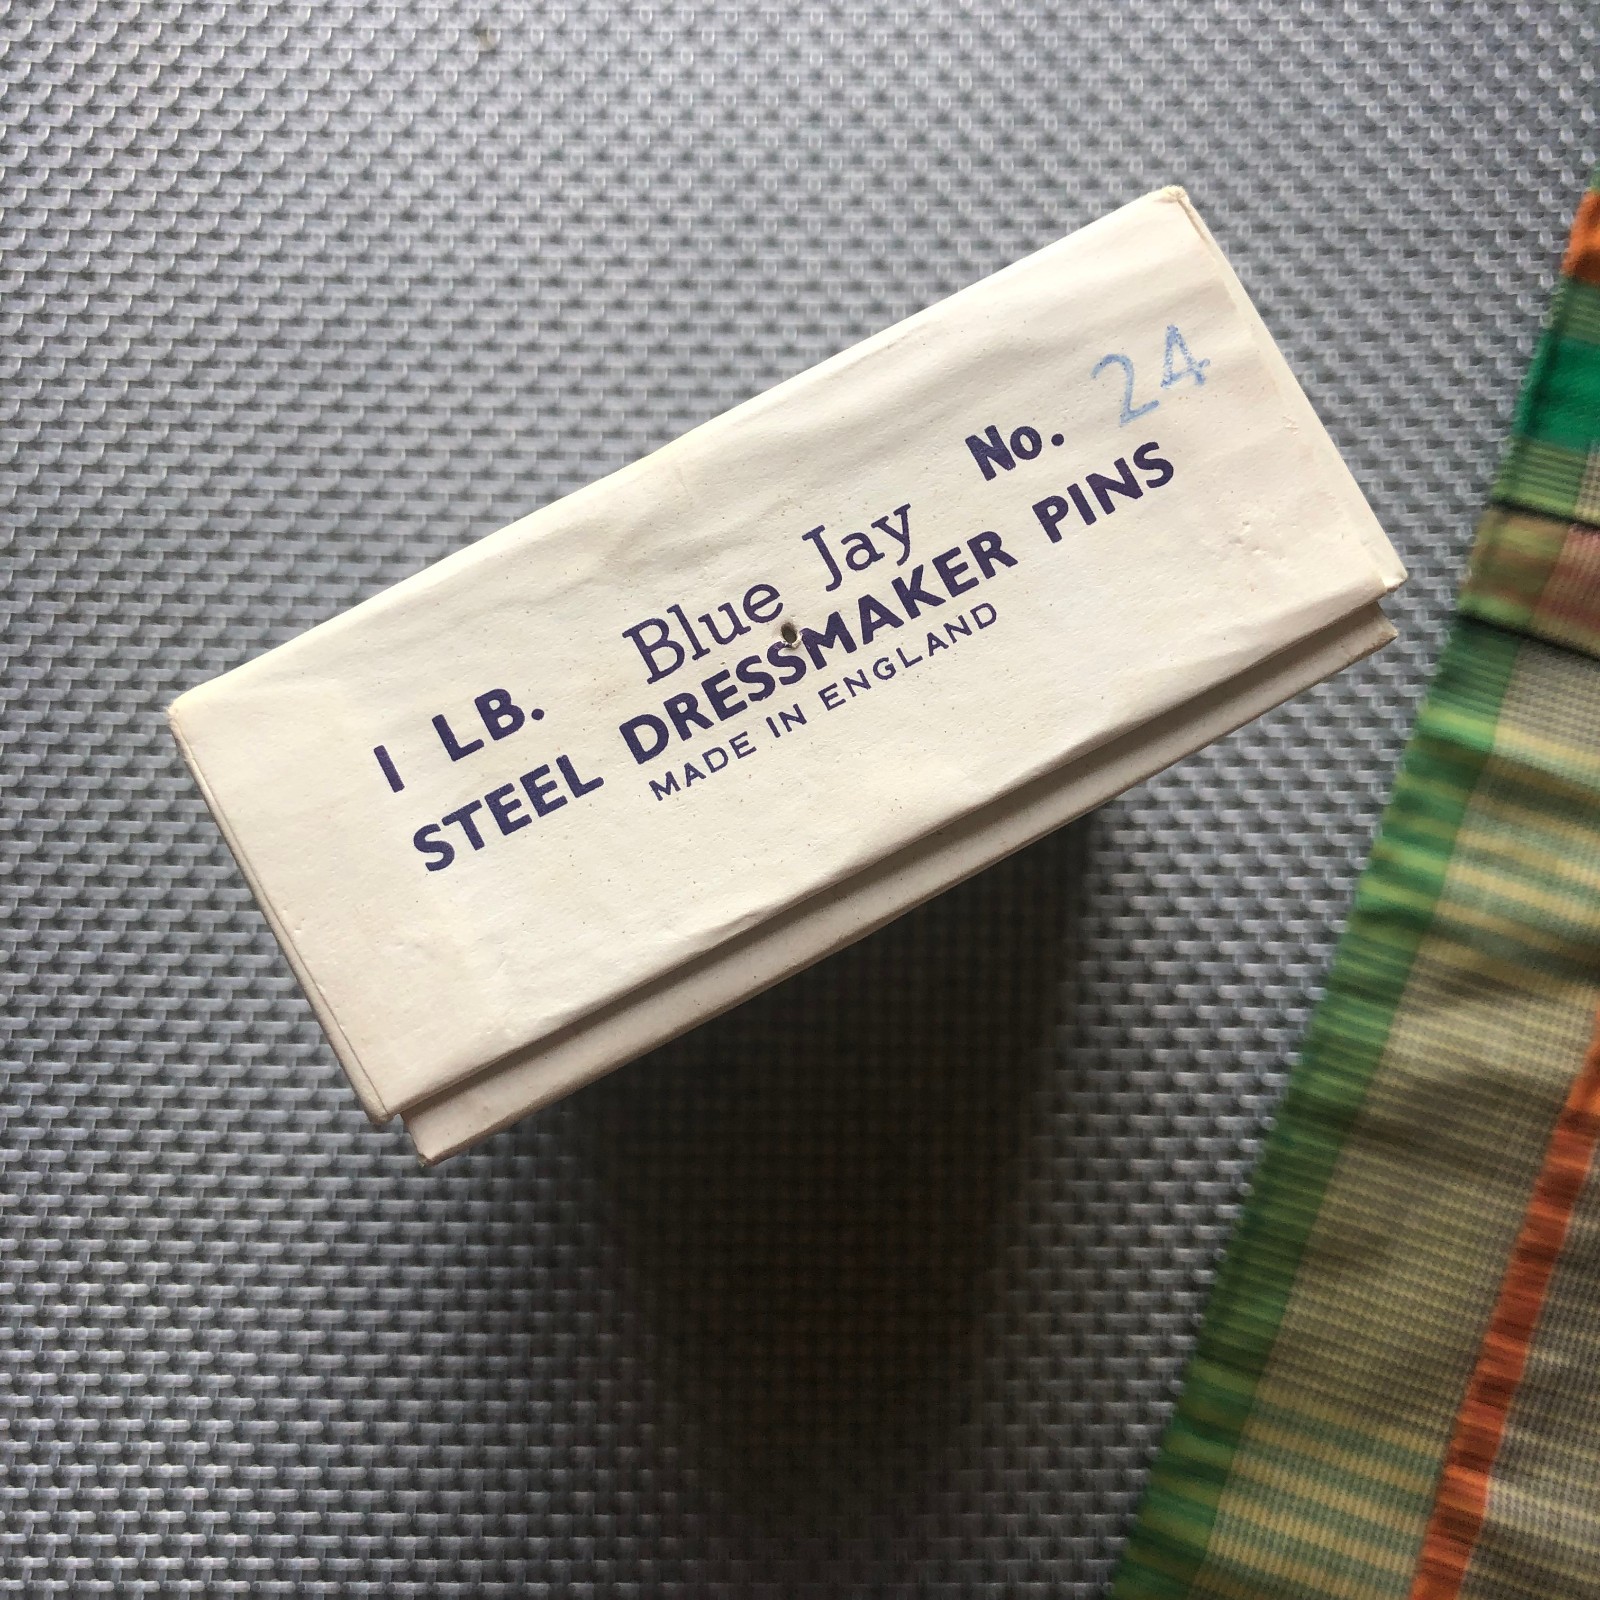 1 LB. Blue Jay No. 24
STEEL DRESSMAKER PINS
MADE IN ENGLAND